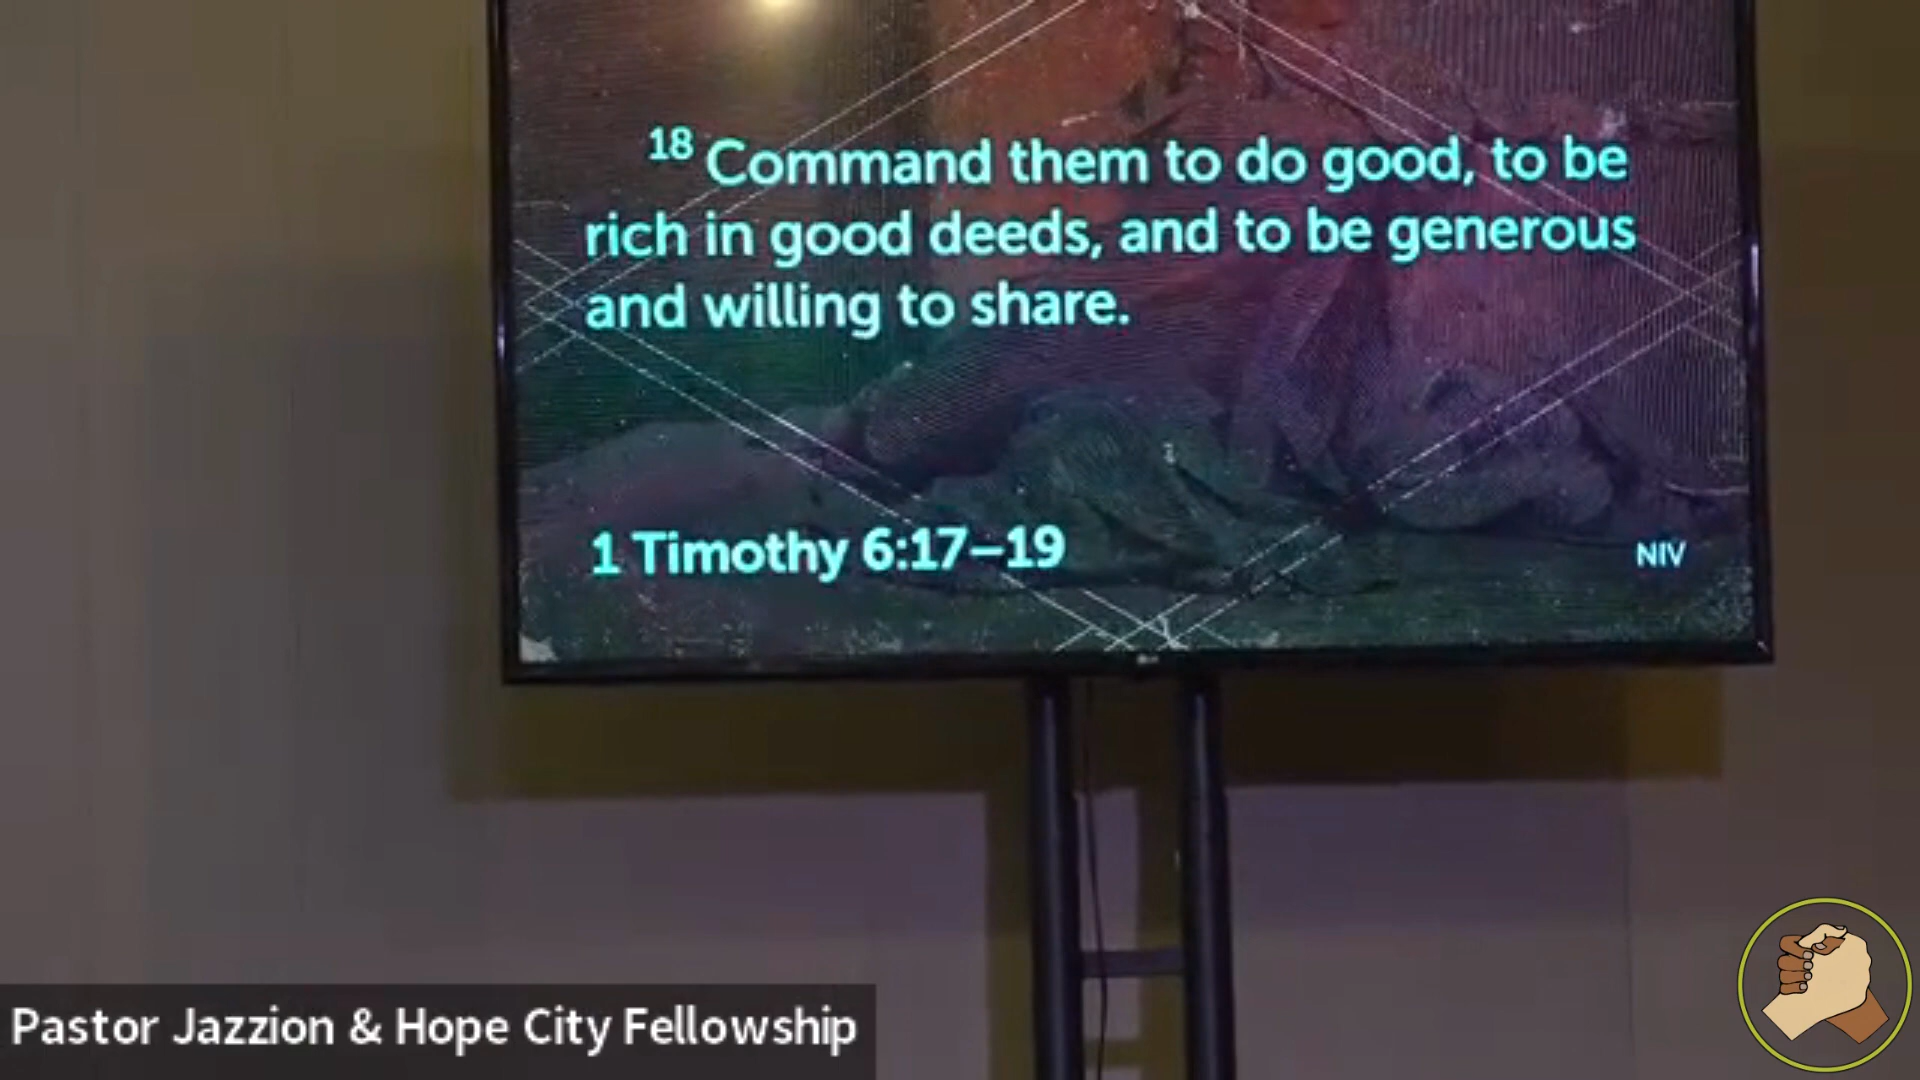 18 Command them to do good, to be
rich in good deeds, and to be generous
and willing to share.
1 Timothy 6:17–19
NIV
Pastor Jazzion & Hope City Fellowship